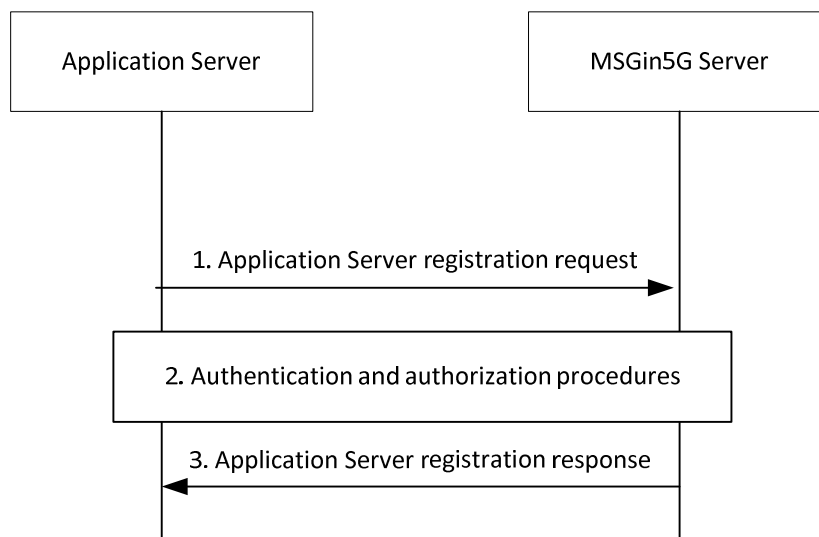 Application Server
MSGin5G Server
1. Application Server registration request
2. Authentication and authorization procedures
3. Application Server registration response